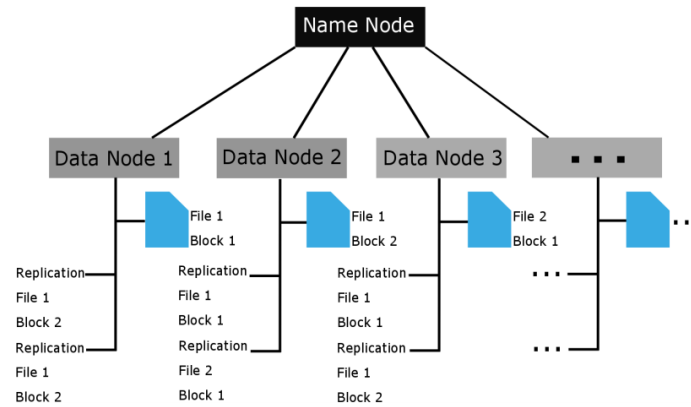 Name Node
Data Node 1
Data Node 2
Data Node 3
...
File 1
Block 1
Replication
File 1
Block 2
Replication
File 1
Block 2
File 1
Block 2
Replication
File 1
Block 1
Replication
File 2
Block 1
File 2
Block 1
Replication
File 1
Block 1
Replication
File 1
Block 2
..
...
...